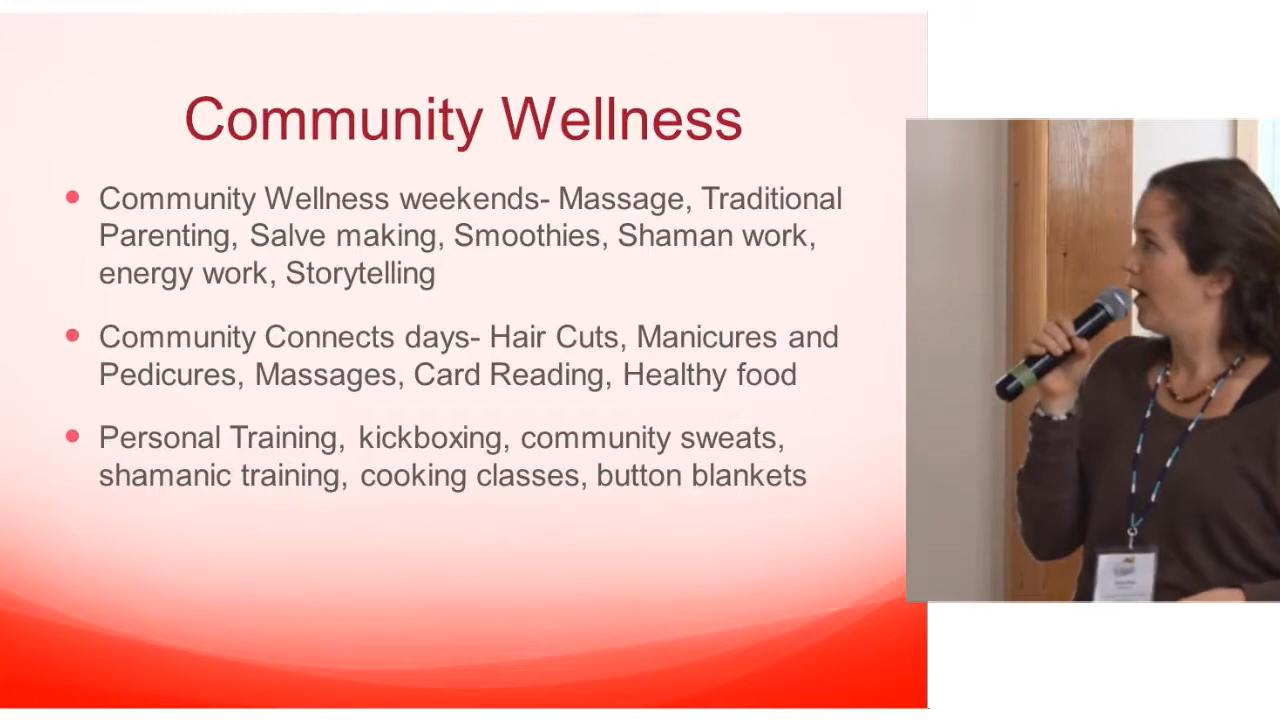 Community Wellness
Community Wellness weekends- Massage, Traditional
Parenting, Salve making, Smoothies, Shaman work,
energy work, Storytelling
Community Connects days- Hair Cuts, Manicures and
Pedicures, Massages, Card Reading, Healthy food
Personal Training, kickboxing, community sweats,
shamanic training, cooking classes, button blankets